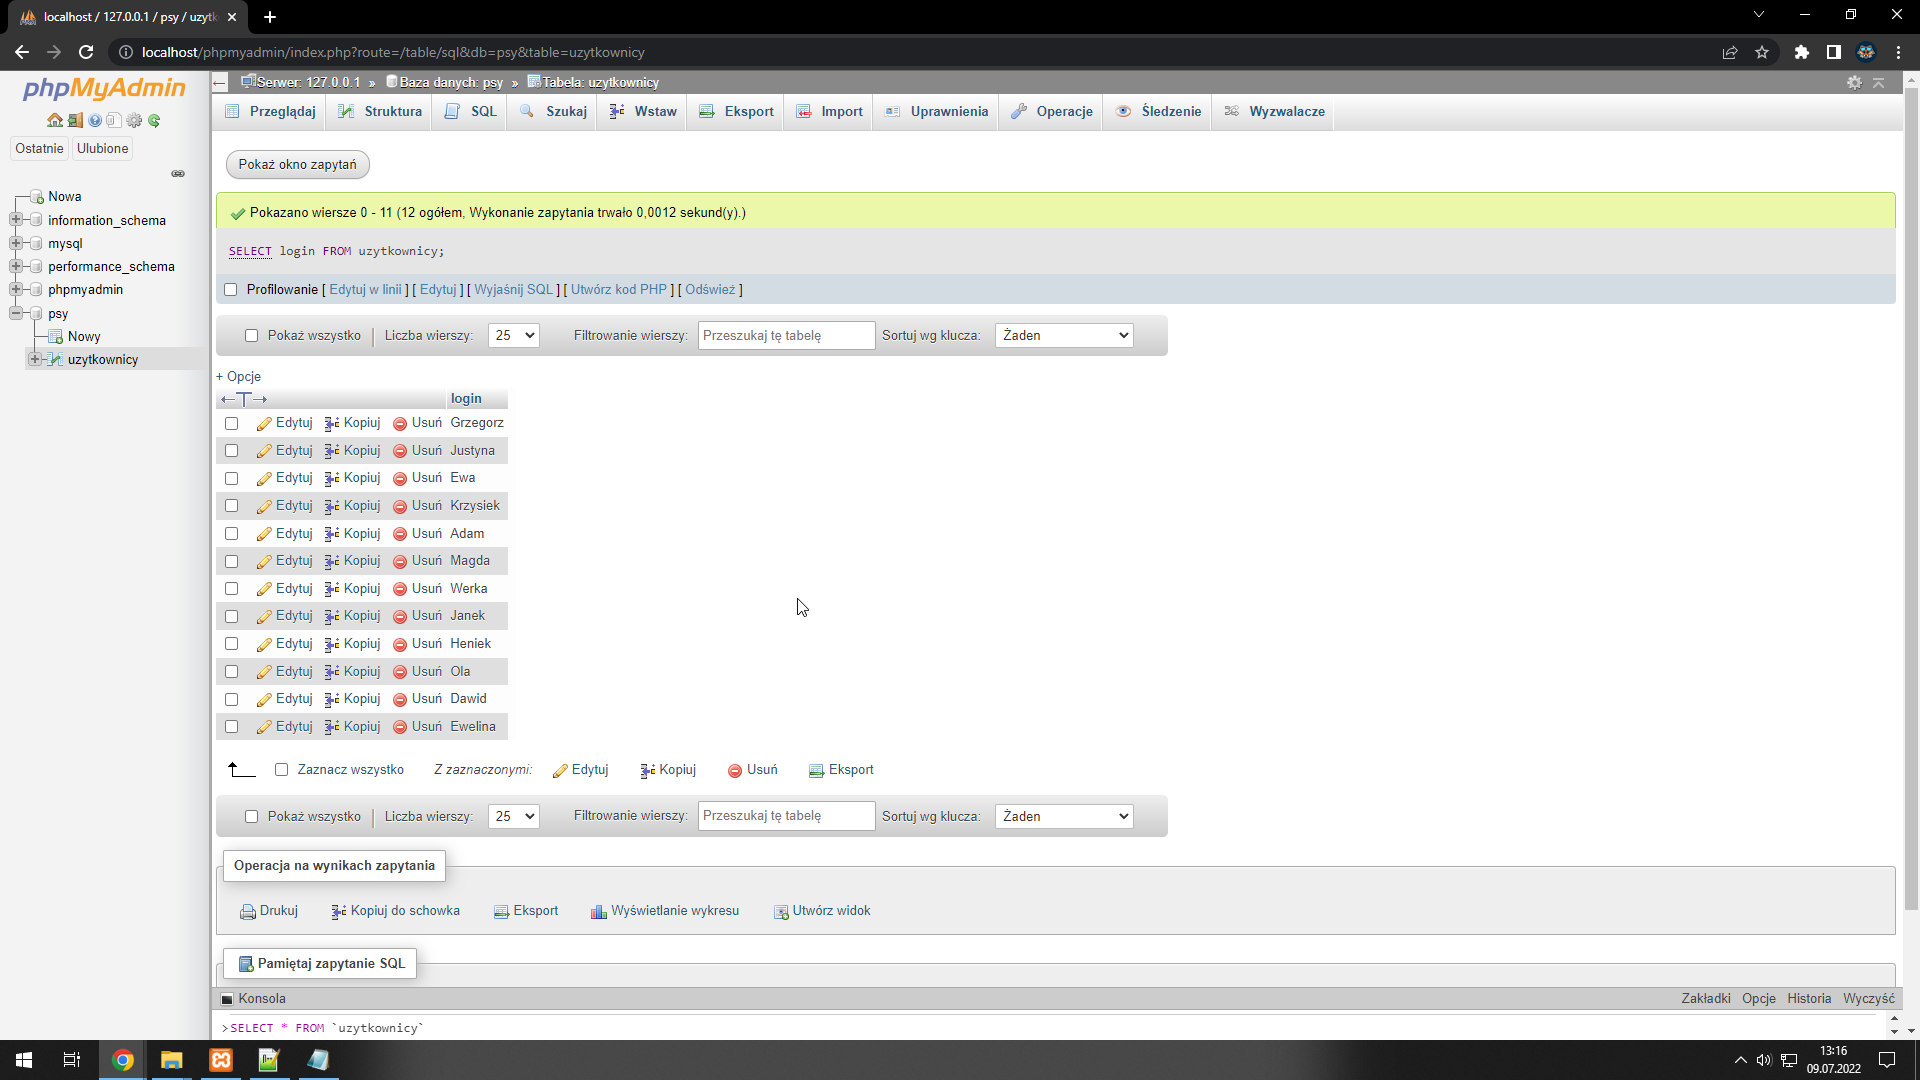 localhost / 127.0.0.1 / psy / uzytk
localhost/phpmyadmin/index.php?route=/table/sql&db=psy&table=uzytkownicy
phpMyAdmin
Ostatnie Ulubione
Nowa
information_schema
mysql
performance_schema
phpmyadmin
psy
Nowy
uzytkownicy
Serwer: 127.0.0.1 » Baza danych: psy » Tabela: uzytkownicy
Przeglądaj Struktura SQL Szukaj Wstaw Eksport Import Uprawnienia Operacje Śledzenie Wyzwalacze
Pokaż okno zapytań
Pokazano wiersze 0 - 11 (12 ogółem, Wykonanie zapytania trwało 0,0012 sekund(y).)
SELECT login FROM uzytkownicy;
Profilowanie [ Edytuj w linii ] [ Edytuj ] [ Wyjaśnij SQL ] [ Utwórz kod PHP ] [ Odśwież ]
Pokaż wszystko Liczba wierszy: 25 Filtrowanie wierszy: Przeszukaj tę tabelę Sortuj wg klucza: Żaden
+ Opcje
←T→ login
Edytuj Kopiuj Usuń Grzegorz
Edytuj Kopiuj Usuń Justyna
Edytuj Kopiuj Usuń Ewa
Edytuj Kopiuj Usuń Krzysiek
Edytuj Kopiuj Usuń Adam
Edytuj Kopiuj Usuń Magda
Edytuj Kopiuj Usuń Werka
Edytuj Kopiuj Usuń Janek
Edytuj Kopiuj Usuń Heniek
Edytuj Kopiuj Usuń Ola
Edytuj Kopiuj Usuń Dawid
Edytuj Kopiuj Usuń Ewelina
Zaznacz wszystko Z zaznaczonymi: Edytuj Kopiuj Usuń Eksport
Pokaż wszystko Liczba wierszy: 25 Filtrowanie wierszy: Przeszukaj tę tabelę Sortuj wg klucza: Żaden
Operacja na wynikach zapytania
Drukuj Kopiuj do schowka Eksport Wyświetlanie wykresu Utwórz widok
Pamiętaj zapytanie SQL
Konsola Zakładki Opcje Historia Wyczyść
>SELECT * FROM `uzytkownicy`
13:16
09.07.2022